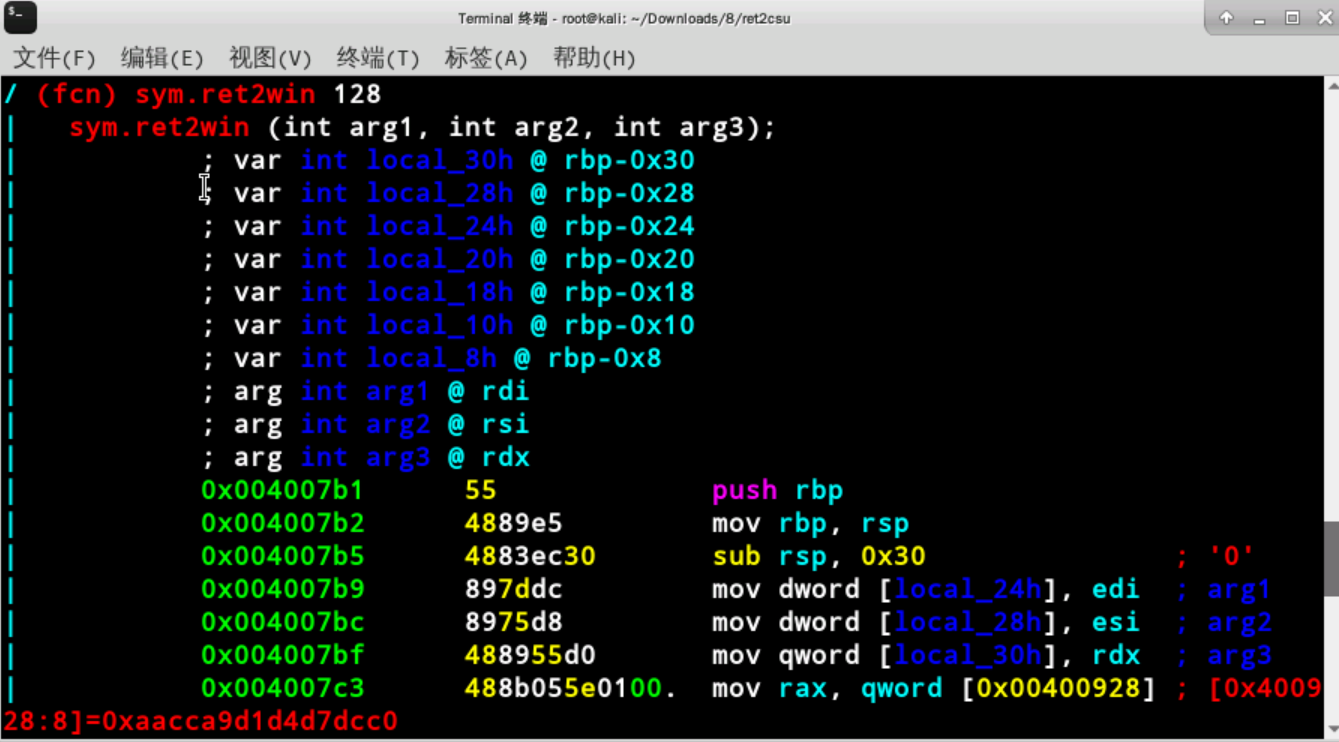 $_
Terminal 终端 - root@kali: ~/Downloads/8/ret2csu
文件(F) 编辑(E) 视图(V) 终端(T) 标签(A) 帮助(H)
/ (fcn) sym.ret2win 128
|   sym.ret2win (int arg1, int arg2, int arg3);
|           ; var int local_30h @ rbp-0x30
|           ; var int local_28h @ rbp-0x28
|           ; var int local_24h @ rbp-0x24
|           ; var int local_20h @ rbp-0x20
|           ; var int local_18h @ rbp-0x18
|           ; var int local_10h @ rbp-0x10
|           ; var int local_8h @ rbp-0x8
|           ; arg int arg1 @ rdi
|           ; arg int arg2 @ rsi
|           ; arg int arg3 @ rdx
|           0x004007b1      55             push rbp
|           0x004007b2      4889e5         mov rbp, rsp
|           0x004007b5      4883ec30       sub rsp, 0x30               ; '0'
|           0x004007b9      897ddc         mov dword [local_24h], edi  ; arg1
|           0x004007bc      8975d8         mov dword [local_28h], esi  ; arg2
|           0x004007bf      488955d0       mov qword [local_30h], rdx  ; arg3
|           0x004007c3      488b055e0100.  mov rax, qword [0x00400928] ; [0x4009
28:8]=0xaacca9d1d4d7dcc0